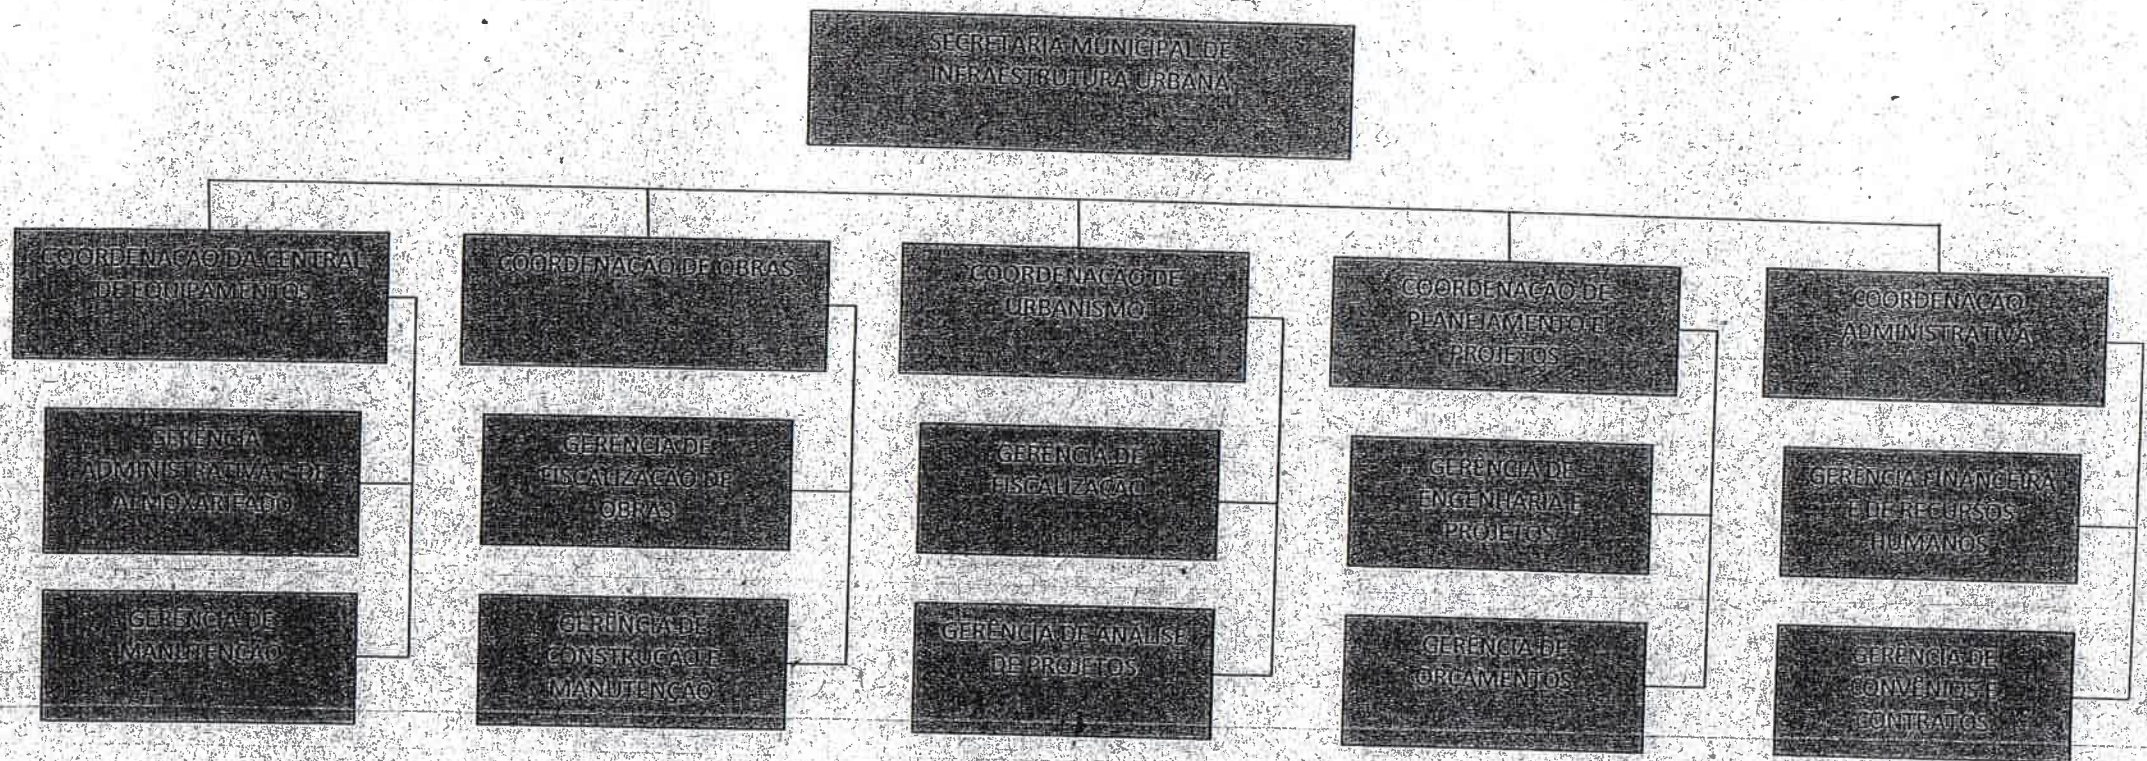 SECRETARIA MUNICIPAL DE
INFRAESTRUTURA URBANA
COORDENAÇÃO DA CENTRAL
DE EQUIPAMENTOS
COORDENAÇÃO DE OBRAS
COORDENAÇÃO DE
URBANISMO
COORDENAÇÃO DE
PLANEJAMENTO E
PROJETOS
COORDENAÇÃO
ADMINISTRATIVA
GERÊNCIA
ADMINISTRATIVA E DE
ALMOXARIFADO
GERÊNCIA DE
FISCALIZAÇÃO DE
OBRAS
GERÊNCIA DE
FISCALIZAÇÃO
GERÊNCIA DE
ENGENHARIA E
PROJETOS
GERÊNCIA FINANCEIRA
E DE RECURSOS
HUMANOS
GERÊNCIA DE
MANUTENÇÃO
GERÊNCIA DE
CONSTRUÇÃO E
MANUTENÇÃO
GERÊNCIA DE ANÁLISE
DE PROJETOS
GERÊNCIA DE
ORÇAMENTOS
GERÊNCIA DE
CONVÊNIOS E
CONTRATOS